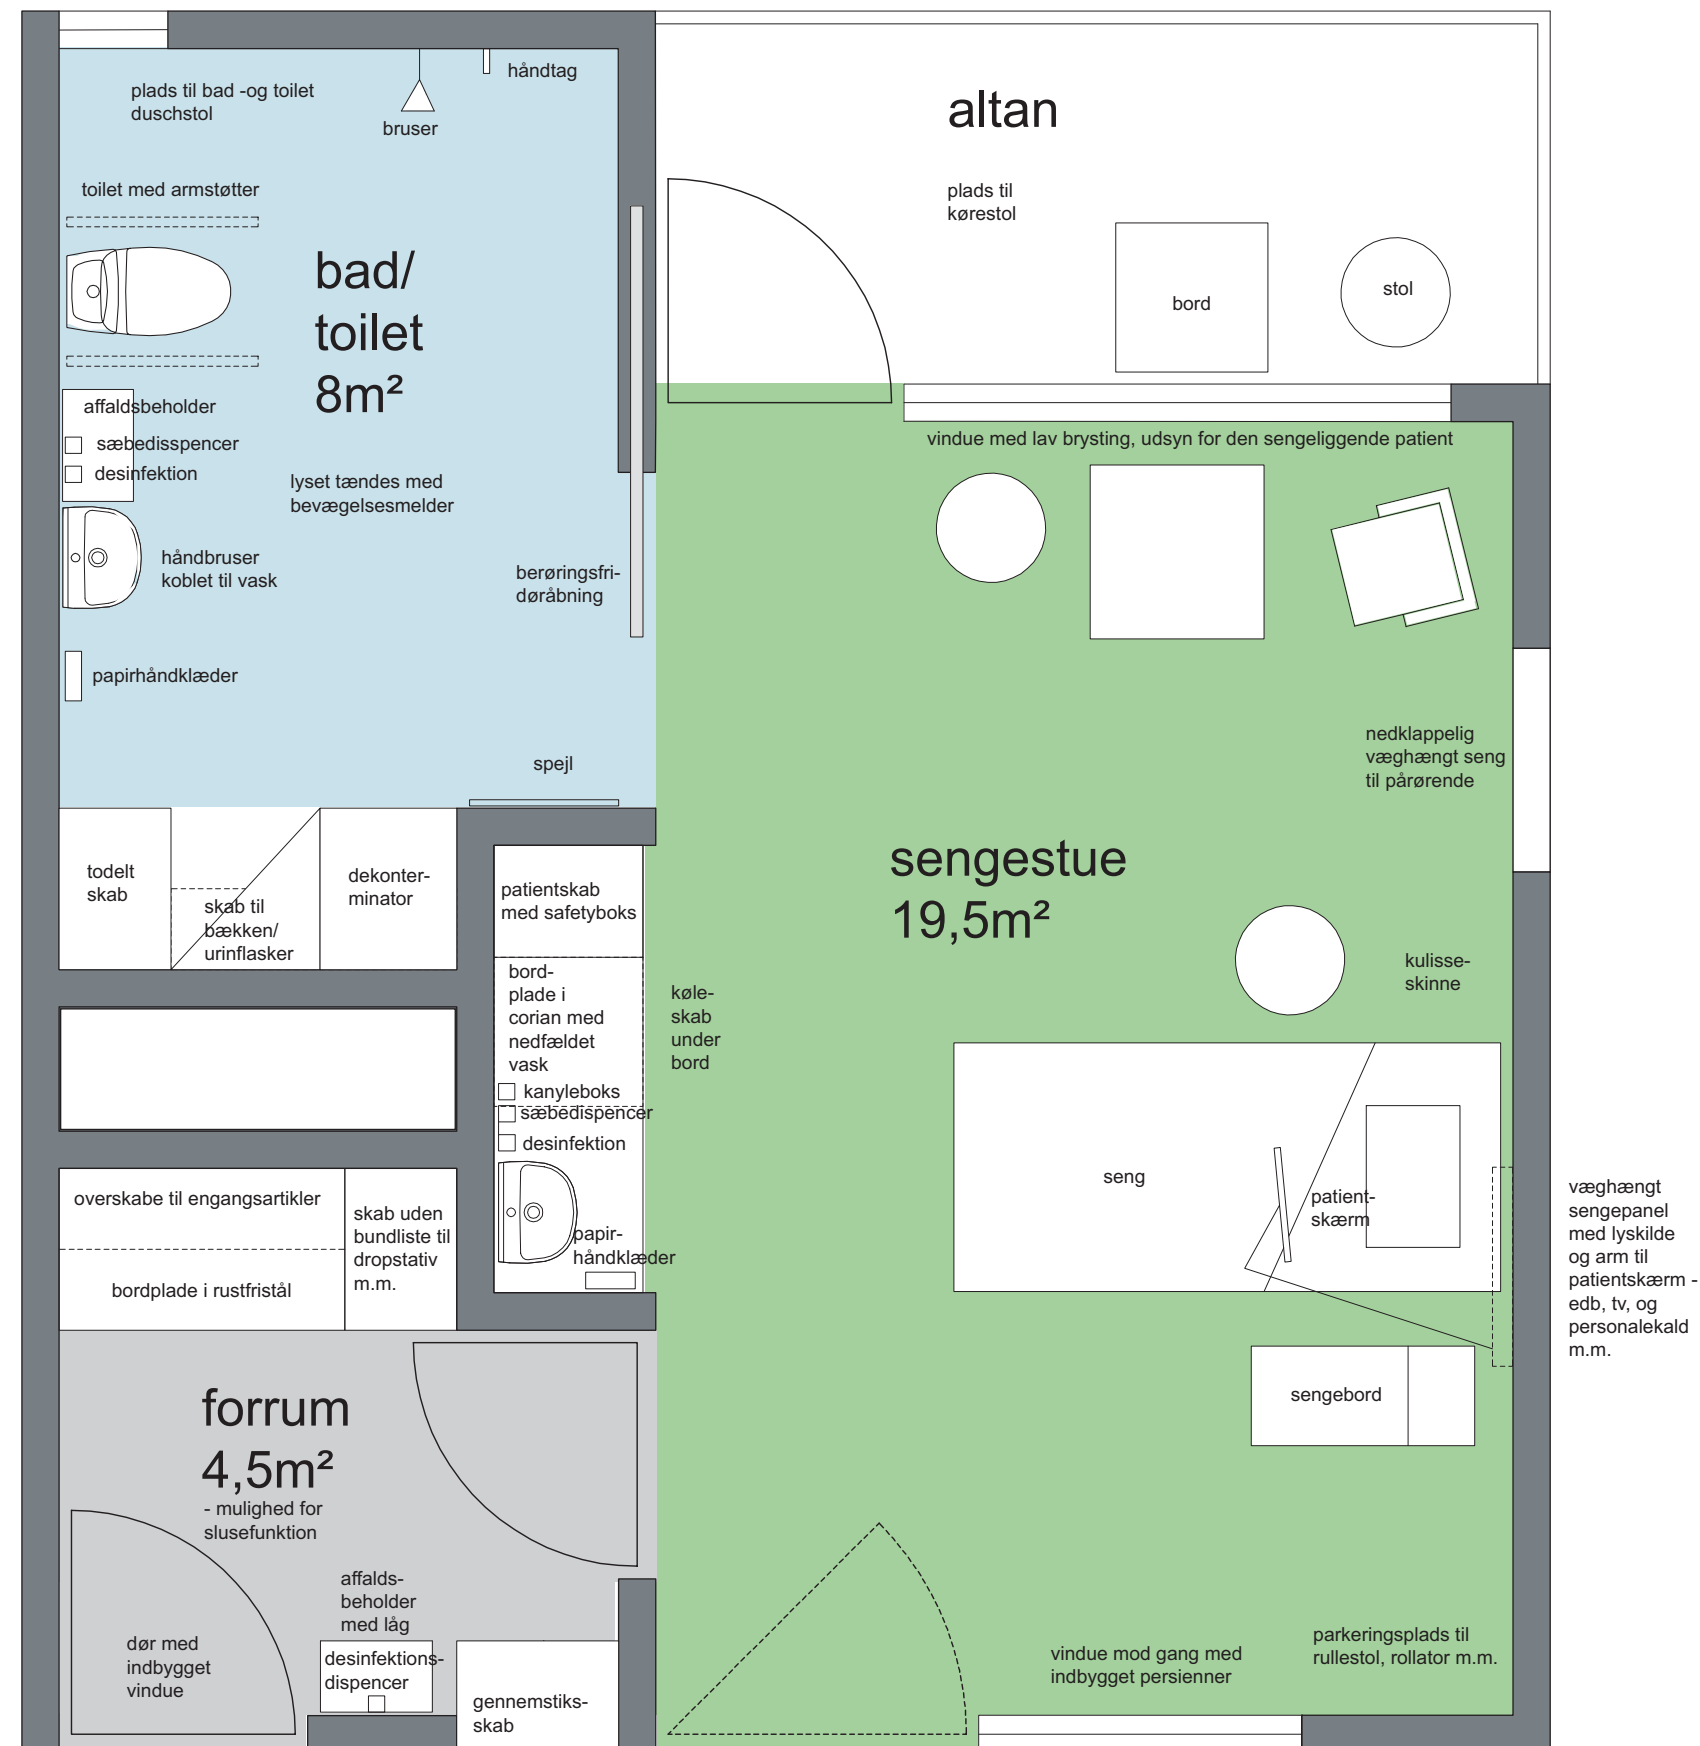 plads til bad -og toilet
duschstol
håndtag
bruser
toilet med armstøtter
bad/
toilet
8m²
affaldsbeholder
sæbedisspencer
desinfektion
lyset tændes med
bevægelsesmelder
håndbruser
koblet til vask
berøringsfri-
døråbning
papirhåndklæder
spejl
altan
plads til
kørestol
bord
stol
vindue med lav brysting, udsyn for den sengeliggende patient
nedklappelig
væghængt seng
til pårørende
sengestue
19,5m²
todelt
skab
skab til
bækken/
urinflasker
dekonter-
minator
patientskab
med safetyboks
bord-
plade i
corian med
nedfældet
vask
kanyleboks
sæbedispencer
desinfektion
papir-
håndklæder
køle-
skab
under
bord
kulisse-
skinne
seng
patient-
skærm
væghængt
sengepanel
med lyskilde
og arm til
patientskærm -
edb, tv, og
personalekald
m.m.
sengebord
overskabe til engangsartikler
bordplade i rustfristål
skab uden
bundliste til
dropstativ
m.m.
forrum
4,5m²
- mulighed for
slusefunktion
dør med
indbygget
vindue
affalds-
beholder
med låg
desinfektions-
dispencer
gennemstiks-
skab
vindue mod gang med
indbygget persienner
parkeringsplads til
rullestol, rollator m.m.